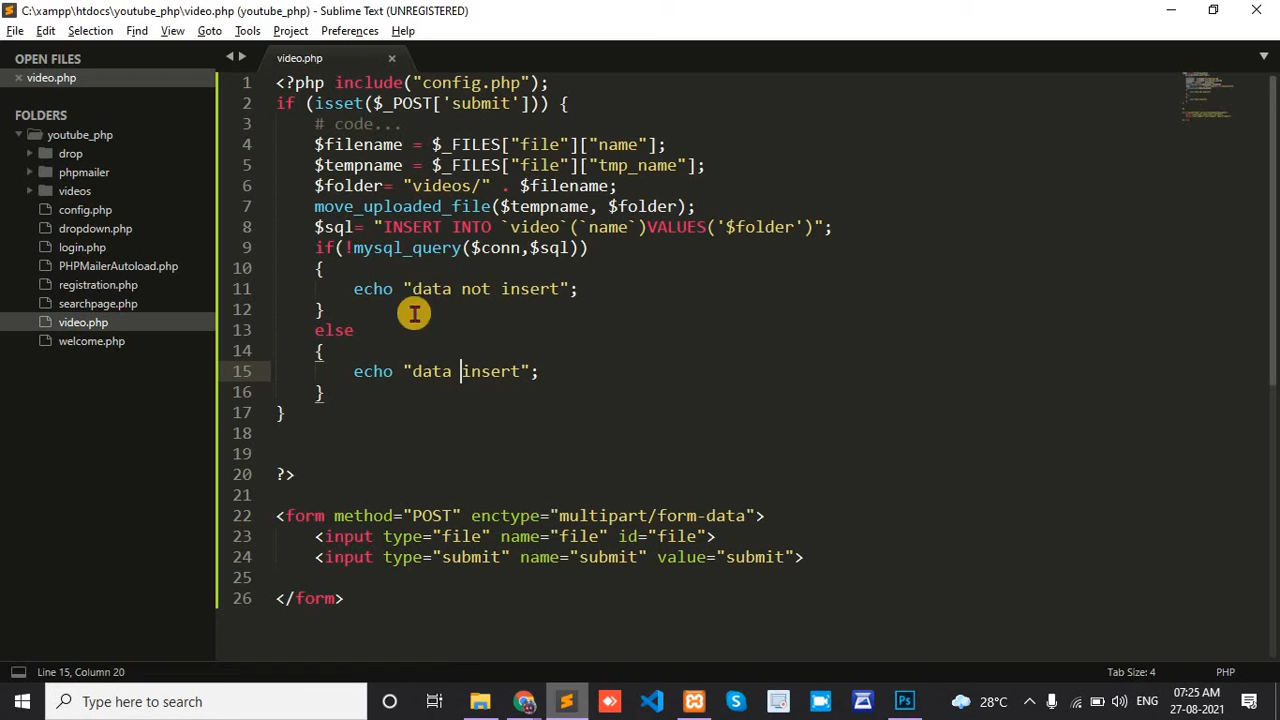 C:\xampp\htdocs\youtube_php\video.php (youtube_php) - Sublime Text (UNREGISTERED)
File Edit Selection Find View Goto Tools Project Preferences Help
OPEN FILES
× video.php
FOLDERS
youtube_php
drop
phpmailer
videos
config.php
dropdown.php
login.php
PHPMailerAutoload.php
registration.php
searchpage.php
video.php
welcome.php
video.php ×
1 <?php include("config.php");
2 if (isset($_POST['submit'])) {
3 # code...
4 $filename = $_FILES["file"]["name"];
5 $tempname = $_FILES["file"]["tmp_name"];
6 $folder= "videos/" . $filename;
7 move_uploaded_file($tempname, $folder);
8 $sql= "INSERT INTO `video`(`name`)VALUES('$folder')";
9 if(!mysql_query($conn,$sql))
10 {
11 echo "data not insert";
12 }
13 else
14 {
15 echo "data insert";
16 }
17 }
18
19
20 ?>
21
22 <form method="POST" enctype="multipart/form-data">
23 <input type="file" name="file" id="file">
24 <input type="submit" name="submit" value="submit">
25
26 </form>
Line 15, Column 20
Tab Size: 4 PHP
Type here to search
28°C
ENG
07:25 AM
27-08-2021